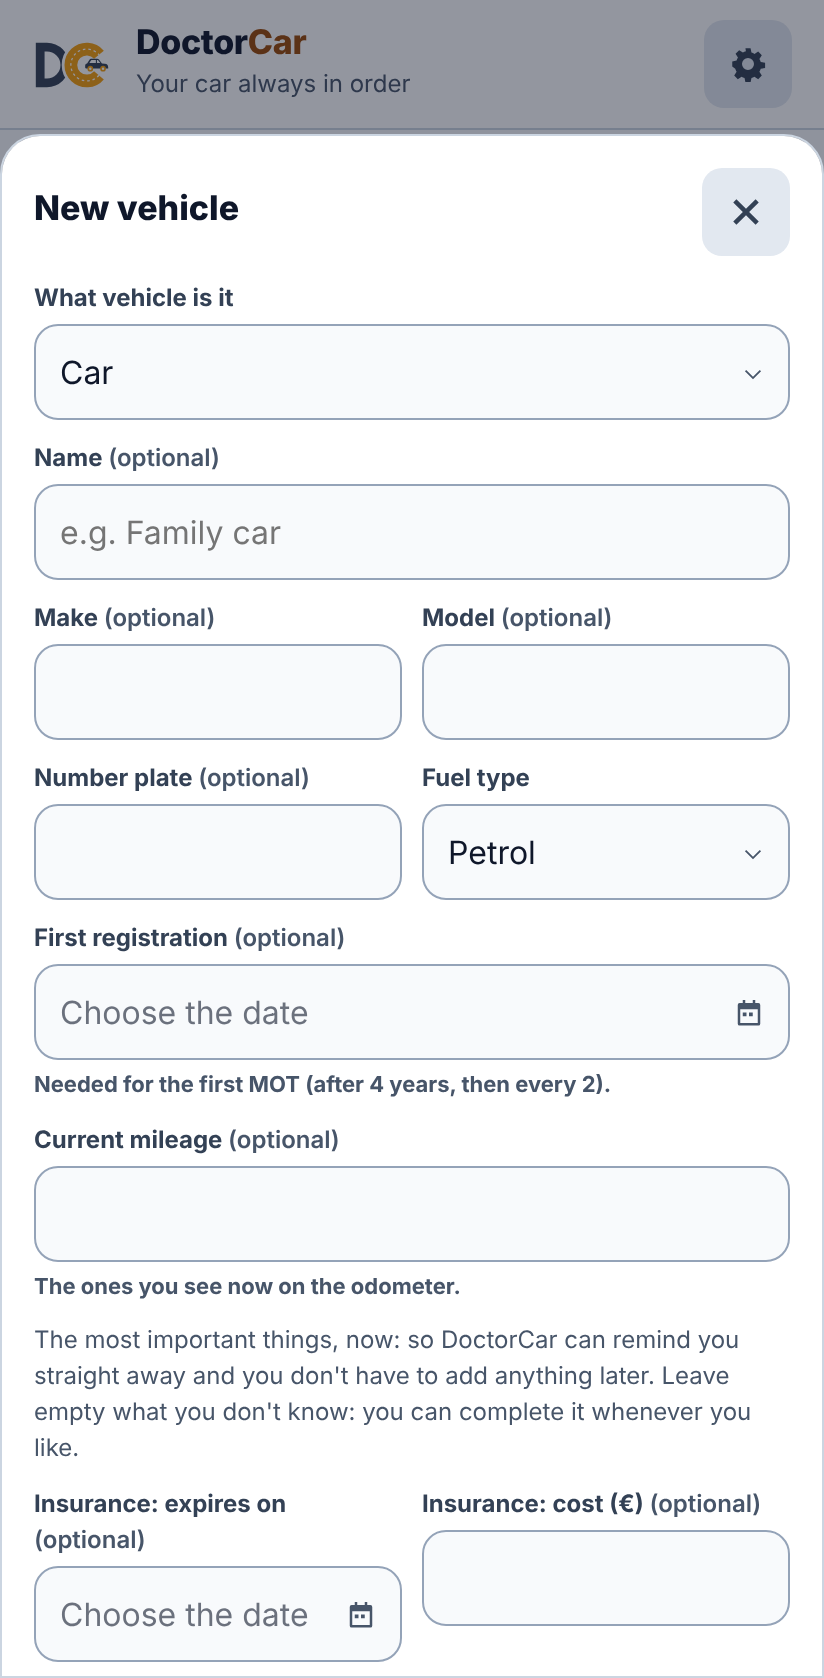 DC
DoctorCar
Your car always in order
New vehicle
What vehicle is it
Car
Name (optional)
e.g. Family car
Make (optional)
Model (optional)
Number plate (optional)
Fuel type
Petrol
First registration (optional)
Choose the date
Needed for the first MOT (after 4 years, then every 2).
Current mileage (optional)
The ones you see now on the odometer.
The most important things, now: so DoctorCar can remind you
straight away and you don't have to add anything later. Leave
empty what you don't know: you can complete it whenever you
like.
Insurance: expires on
(optional)
Choose the date
Insurance: cost (€) (optional)